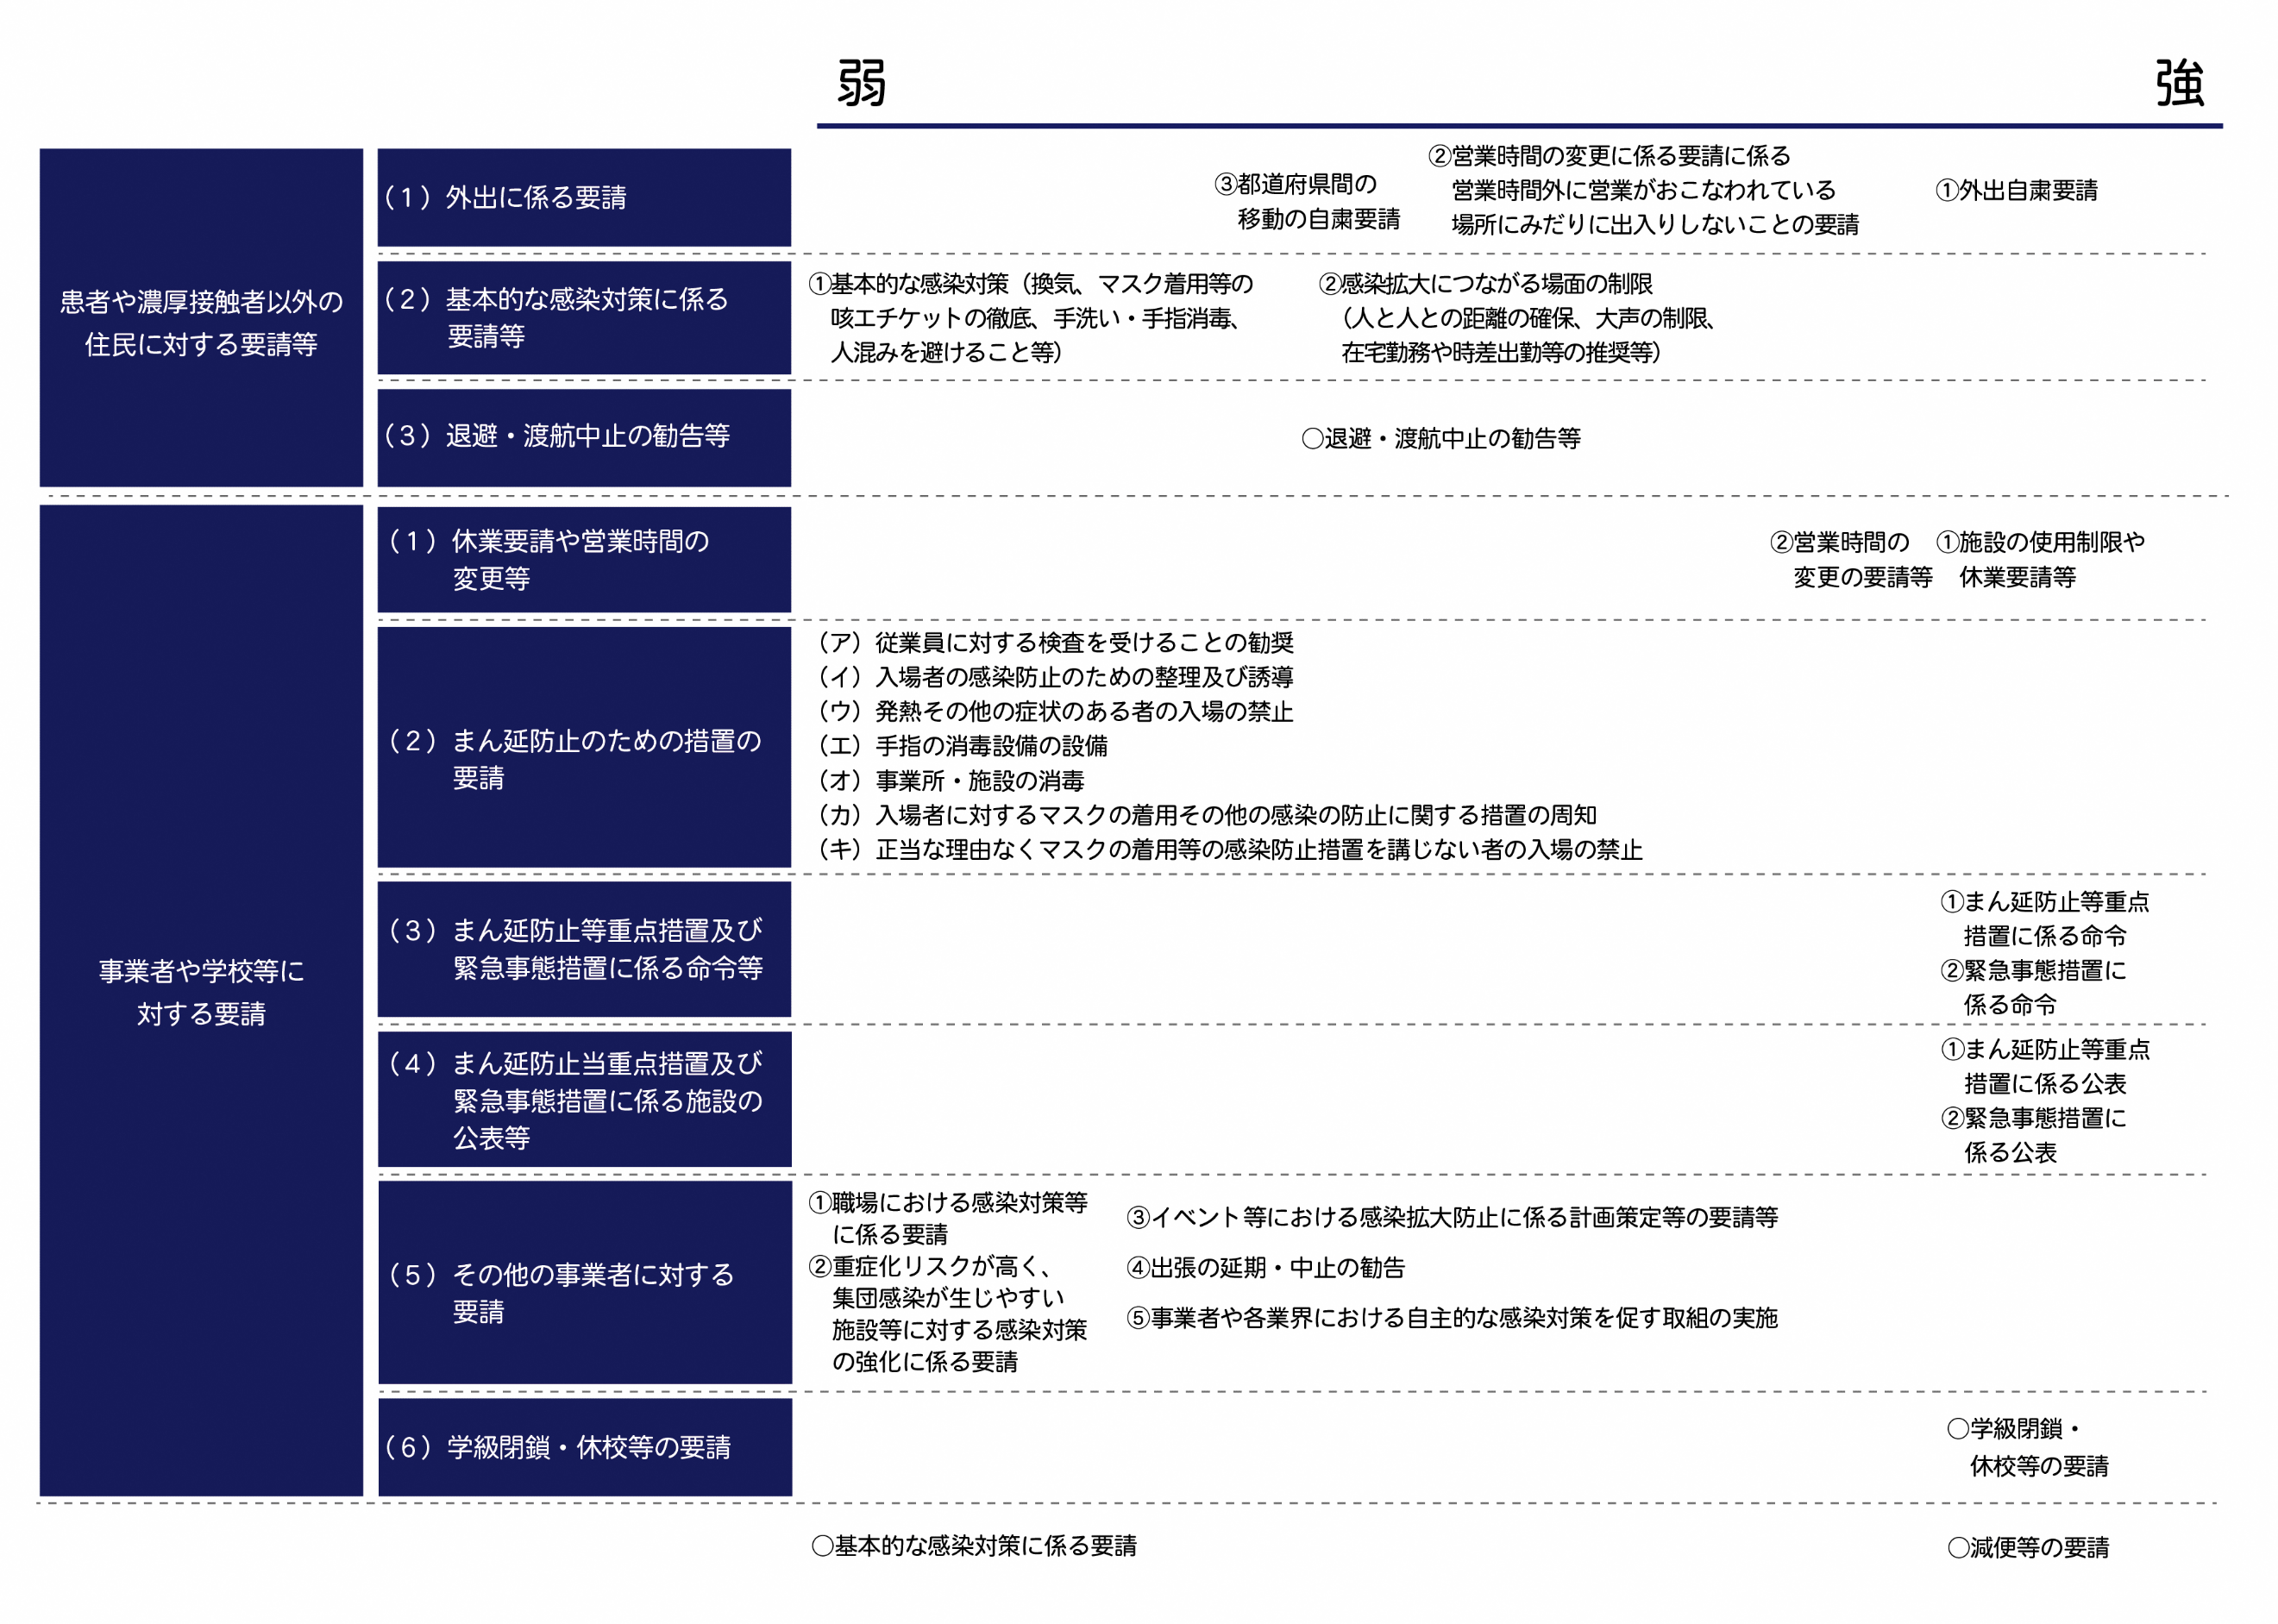 弱
強
患者や濃厚接触者以外の
住民に対する要請等
（1）外出に係る要請
③都道府県間の
移動の自粛要請
②営業時間の変更に係る要請に係る
営業時間外に営業がおこなわれている
場所にみだりに出入りしないことの要請
①外出自粛要請
（2）基本的な感染対策に係る
要請等
①基本的な感染対策（換気、マスク着用等の
咳エチケットの徹底、手洗い・手指消毒、
人混みを避けること等）
②感染拡大につながる場面の制限
（人と人との距離の確保、大声の制限、
在宅勤務や時差出勤等の推奨等）
（3）退避・渡航中止の勧告等
○退避・渡航中止の勧告等
事業者や学校等に
対する要請
（1）休業要請や営業時間の
変更等
②営業時間の
変更の要請等
①施設の使用制限や
休業要請等
（2）まん延防止のための措置の
要請
（ア）従業員に対する検査を受けることの勧奨
（イ）入場者の感染防止のための整理及び誘導
（ウ）発熱その他の症状のある者の入場の禁止
（エ）手指の消毒設備の設備
（オ）事業所・施設の消毒
（カ）入場者に対するマスクの着用その他の感染の防止に関する措置の周知
（キ）正当な理由なくマスクの着用等の感染防止措置を講じない者の入場の禁止
（3）まん延防止等重点措置及び
緊急事態措置に係る命令等
①まん延防止等重点
措置に係る命令
②緊急事態措置に
係る命令
（4）まん延防止当重点措置及び
緊急事態措置に係る施設の
公表等
①まん延防止等重点
措置に係る公表
②緊急事態措置に
係る公表
（5）その他の事業者に対する
要請
①職場における感染対策等
に係る要請
②重症化リスクが高く、
集団感染が生じやすい
施設等に対する感染対策
の強化に係る要請
③イベント等における感染拡大防止に係る計画策定等の要請等
④出張の延期・中止の勧告
⑤事業者や各業界における自主的な感染対策を促す取組の実施
（6）学級閉鎖・休校等の要請
○学級閉鎖・
休校等の要請
○基本的な感染対策に係る要請
○減便等の要請